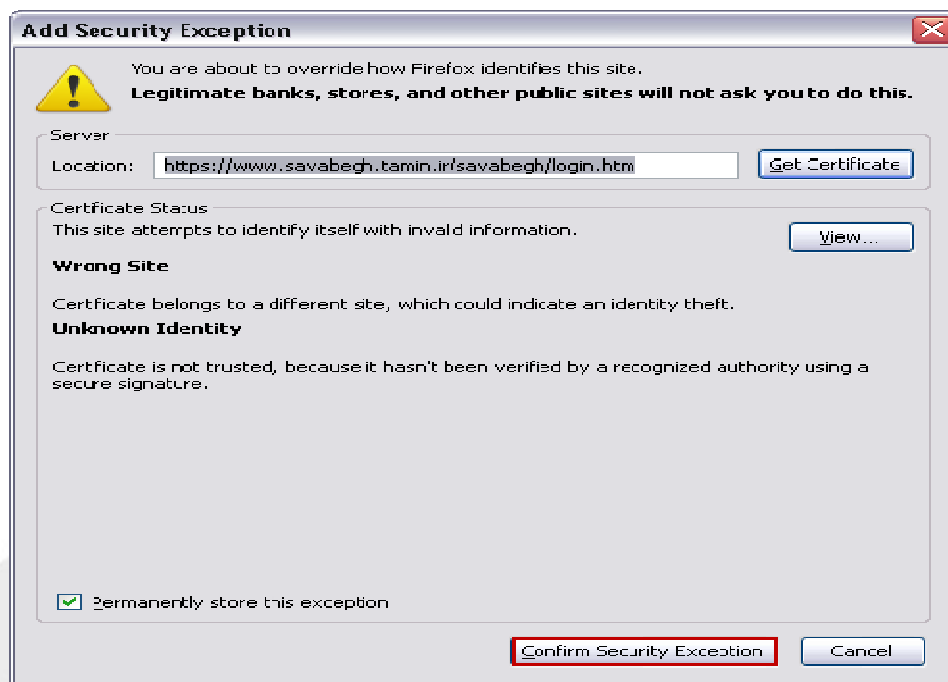 Add Security Exception
You are about to override how Firefox identifies this site.
Legitimate banks, stores, and other public sites will not ask you to do this.
Server
Location: https://www.savabegh.tamin.ir/savabegh/login.htm Get Certificate
Certificate Status
This site attempts to identify itself with invalid information. View...
Wrong Site
Certificate belongs to a different site, which could indicate an identity theft.
Unknown Identity
Certificate is not trusted, because it hasn't been verified by a recognized authority using a
secure signature.
Permanently store this exception
Confirm Security Exception Cancel